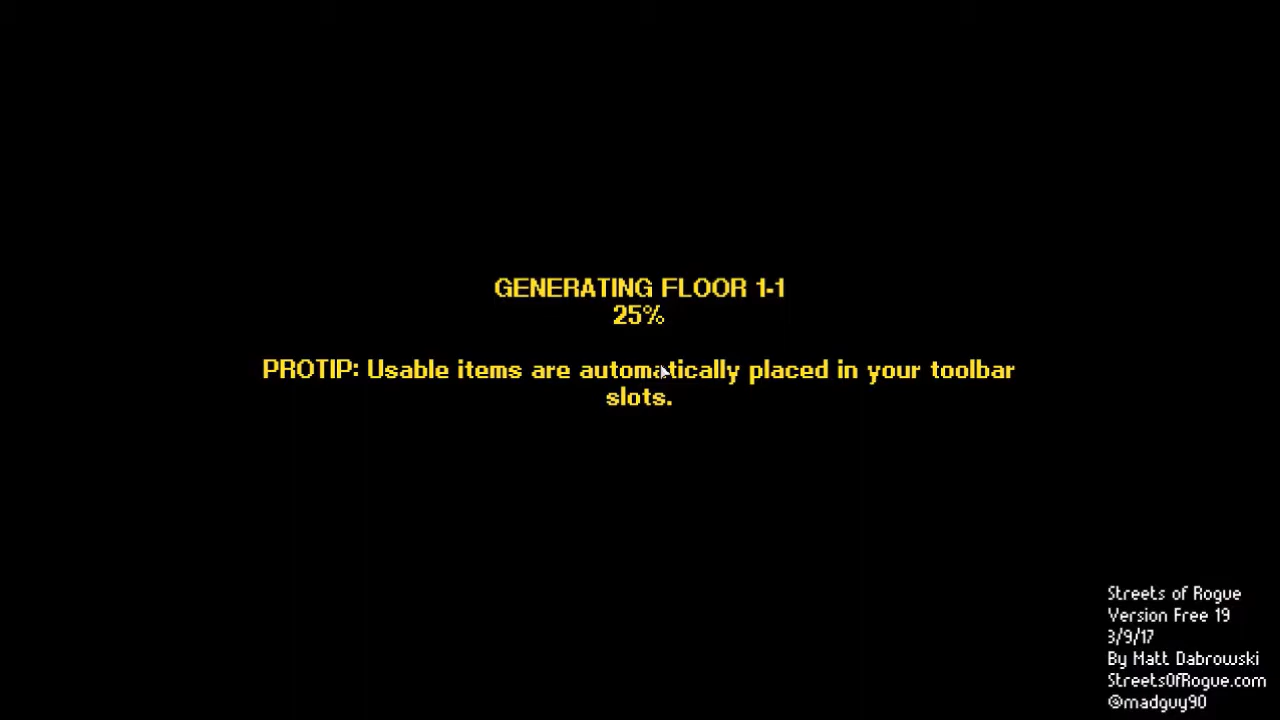 GENERATING FLOOR 1-1
25%
PROTIP: Usable items are automatically placed in your toolbar
slots.
Streets of Rogue
Version Free 19
3/9/17
By Matt Dabrowski
StreetsOfRogue.com
@madguy90